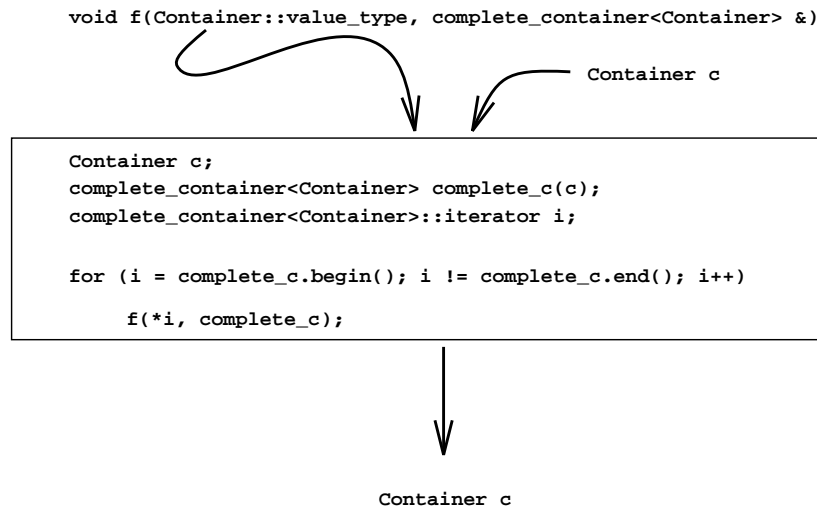 void f(Container::value_type, complete_container<Container> &)
Container c
Container c;
complete_container<Container> complete_c(c);
complete_container<Container>::iterator i;
for (i = complete_c.begin(); i != complete_c.end(); i++)
f(*i, complete_c);
Container c